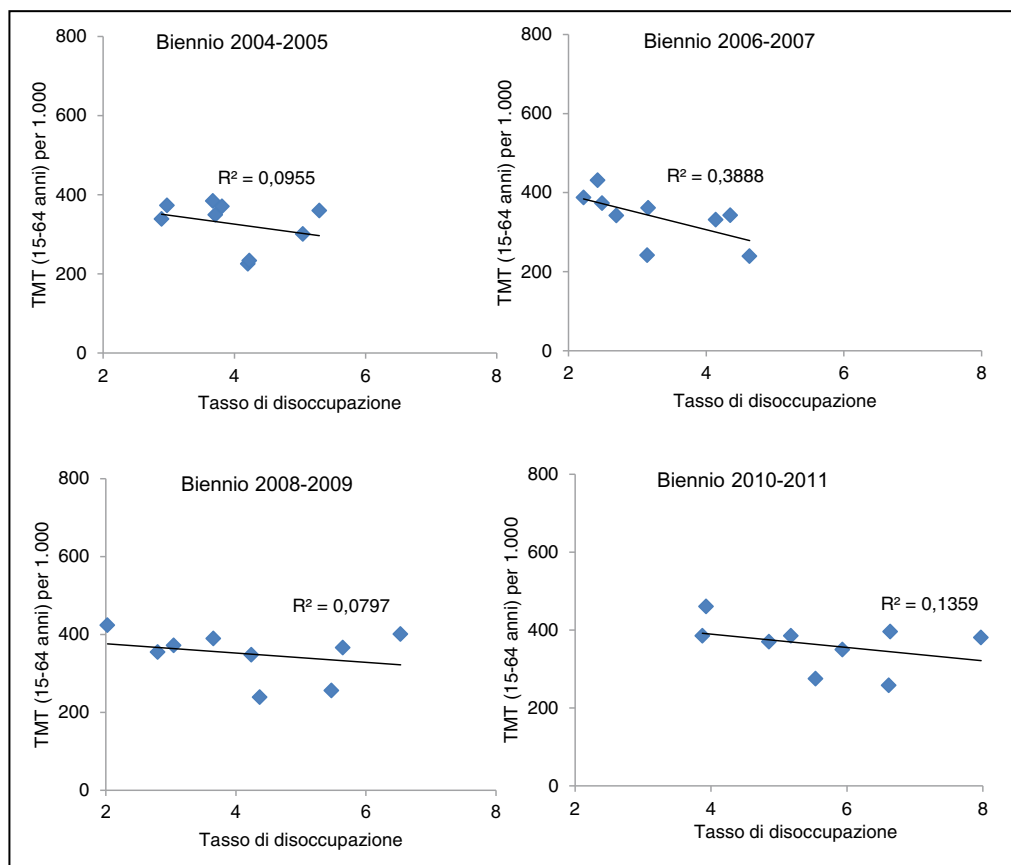 Biennio 2004-2005
TMT (15-64 anni) per 1.000
800
600
400
200
0
R² = 0,0955
2 4 6 8
Tasso di disoccupazione
Biennio 2006-2007
TMT (15-64 anni) per 1.000
800
600
400
200
0
R² = 0,3888
2 4 6 8
Tasso di disoccupazione
Biennio 2008-2009
TMT (15-64 anni) per 1.000
800
600
400
200
0
R² = 0,0797
2 4 6 8
Tasso di disoccupazione
Biennio 2010-2011
TMT (15-64 anni) per 1.000
800
600
400
200
0
R² = 0,1359
2 4 6 8
Tasso di disoccupazione